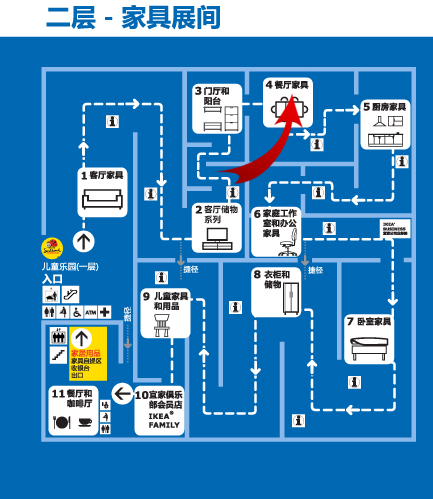 二层 - 家具展间
3 门厅和
阳台
4 餐厅家具
5 厨房家具
1 客厅家具
2 客厅储物
系列
6 家庭工作
室和办公
家具
IKEA
BUSINESS
儿童乐园(一层)
入口
捷径
捷径
8 衣柜和
储物
9 儿童家具
和用品
7 卧室家具
ATM
捷径
家居用品
家具自提区
收银台
出口
11 餐厅和
咖啡厅
10 宜家俱乐
部会员店
IKEA®
FAMILY